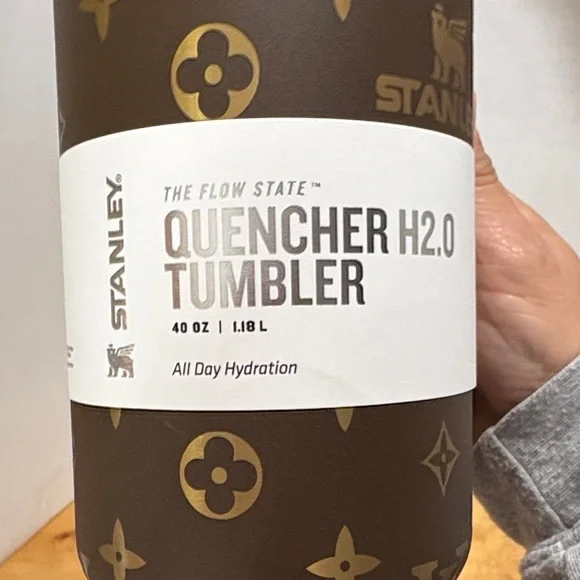 STANLEY
STANLEY®
THE FLOW STATE™
QUENCHER H2.0
TUMBLER
40 OZ | 1.18 L
All Day Hydration